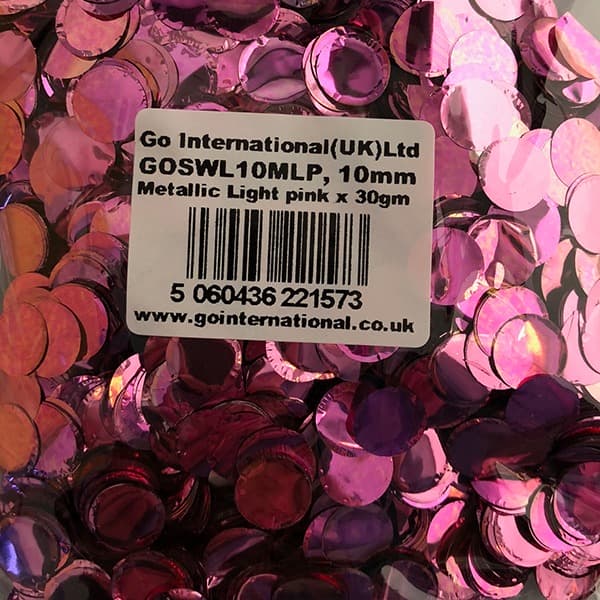 Go International(UK)Ltd
GOSWL10MLP, 10mm
Metallic Light pink x 30gm
5 060436 221573
www.gointernational.co.uk